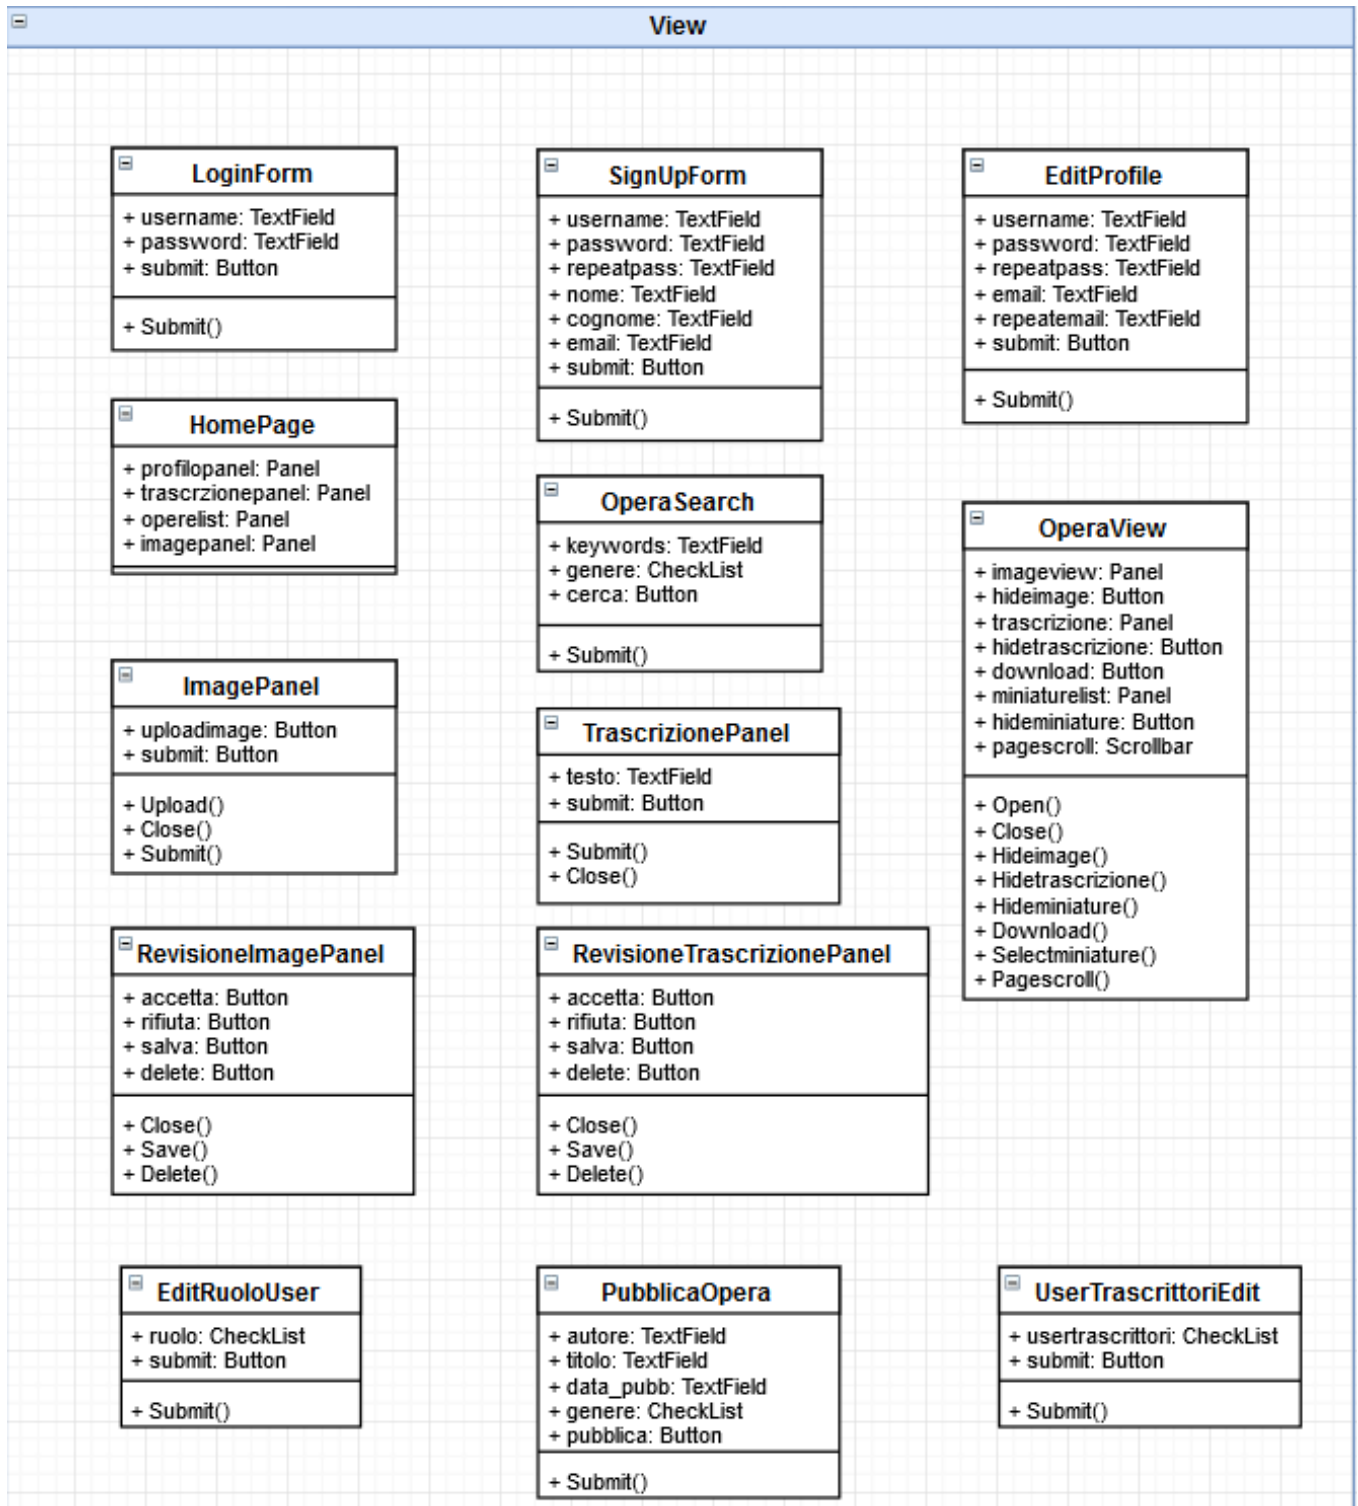 View
LoginForm
+ username: TextField
+ password: TextField
+ submit: Button
+ Submit()
SignUpForm
+ username: TextField
+ password: TextField
+ repeatpass: TextField
+ nome: TextField
+ cognome: TextField
+ email: TextField
+ submit: Button
+ Submit()
EditProfile
+ username: TextField
+ password: TextField
+ repeatpass: TextField
+ email: TextField
+ repeatemail: TextField
+ submit: Button
+ Submit()
HomePage
+ profilopanel: Panel
+ trascrzionepanel: Panel
+ operelist: Panel
+ imagepanel: Panel
OperaSearch
+ keywords: TextField
+ genere: CheckList
+ cerca: Button
+ Submit()
OperaView
+ imageview: Panel
+ hideimage: Button
+ trascrizione: Panel
+ hidetrascrizione: Button
+ download: Button
+ miniaturelist: Panel
+ hideminiature: Button
+ pagescroll: Scrollbar
+ Open()
+ Close()
+ Hideimage()
+ Hidetrascrizione()
+ Hideminiature()
+ Download()
+ Selectminiature()
+ Pagescroll()
ImagePanel
+ uploadimage: Button
+ submit: Button
+ Upload()
+ Close()
+ Submit()
TrascrizionePanel
+ testo: TextField
+ submit: Button
+ Submit()
+ Close()
RevisioneImagePanel
+ accetta: Button
+ rifiuta: Button
+ salva: Button
+ delete: Button
+ Close()
+ Save()
+ Delete()
RevisioneTrascrizionePanel
+ accetta: Button
+ rifiuta: Button
+ salva: Button
+ delete: Button
+ Close()
+ Save()
+ Delete()
EditRuoloUser
+ ruolo: CheckList
+ submit: Button
+ Submit()
PubblicaOpera
+ autore: TextField
+ titolo: TextField
+ data_pubb: TextField
+ genere: CheckList
+ pubblica: Button
+ Submit()
UserTrascrittoriEdit
+ usertrascrittori: CheckList
+ submit: Button
+ Submit()